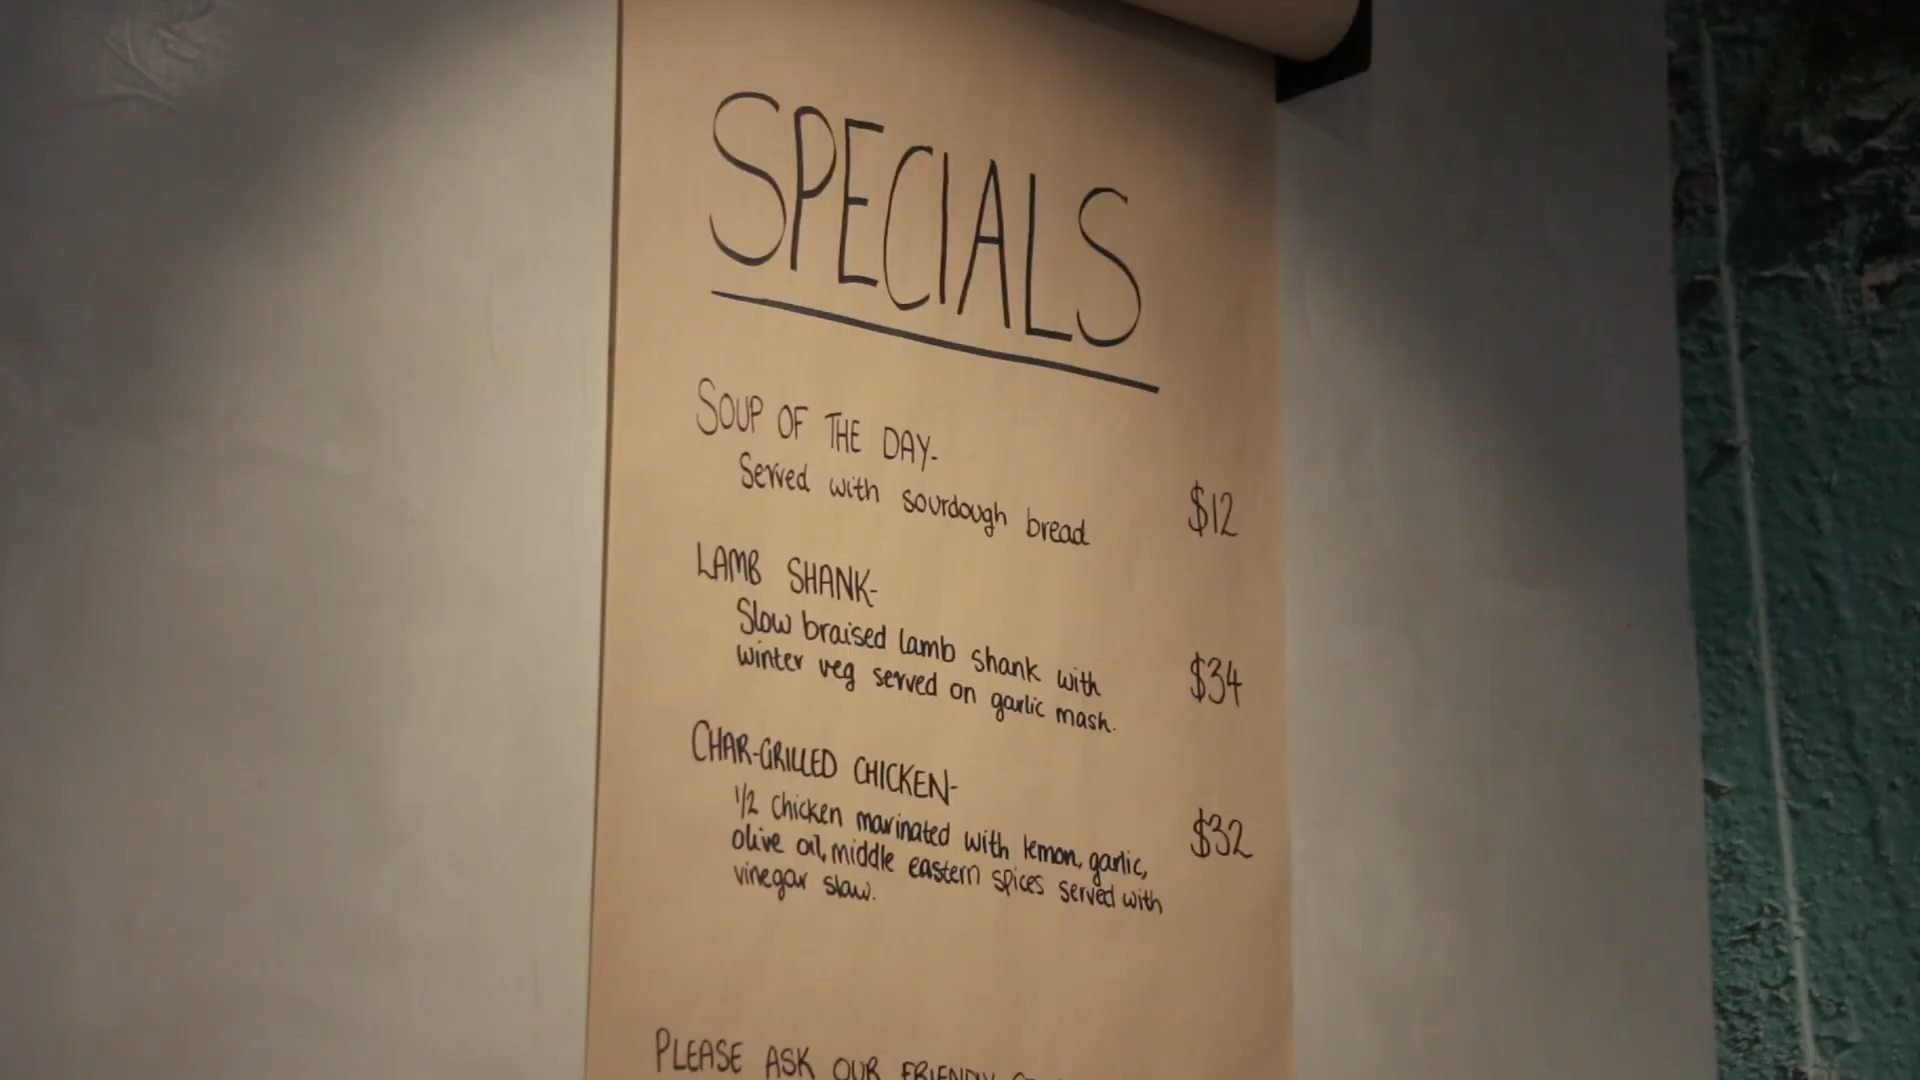 SPECIALS
SOUP OF THE DAY-
Served with sourdough bread
$12
LAMB SHANK-
Slow braised lamb shank with
winter veg served on garlic mash.
$34
CHAR-GRILLED CHICKEN-
1/2 chicken marinated with lemon, garlic,
olive oil, middle eastern spices served with
vinegar slaw.
$32
PLEASE ASK OUR FRIENDLY